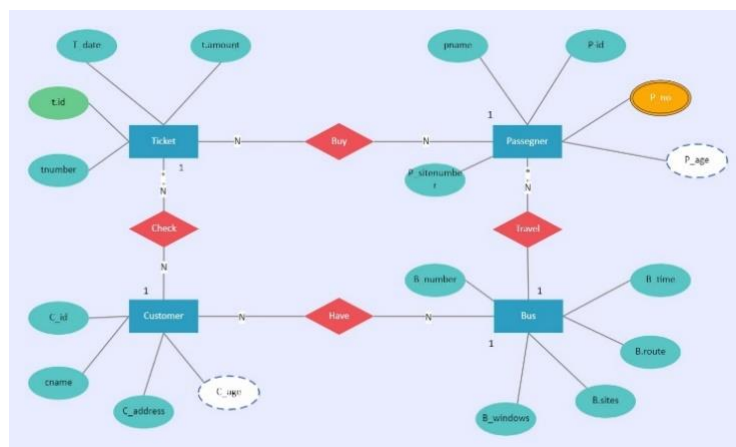 T_date
t.amount
pname
P id
t.id
P_no
1
Ticket
N
Buy
N
Passegner
1
P_age
tnumber
P_sitenumbe
r
*
N
*
N
Check
Travel
N
B_number
B_time
1
1
C_id
Customer
N
Have
N
Bus
1
B.route
cname
C_age
C_address
B.sites
B_windows